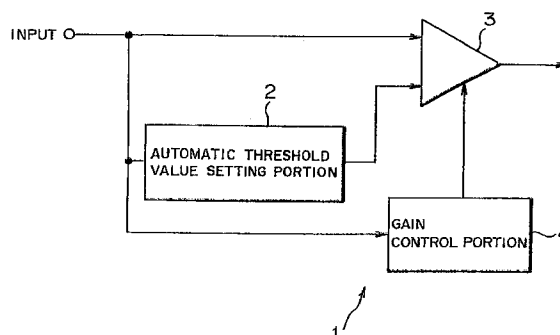 3
INPUT
2
AUTOMATIC THRESHOLD
VALUE SETTING PORTION
GAIN
CONTROL PORTION
1